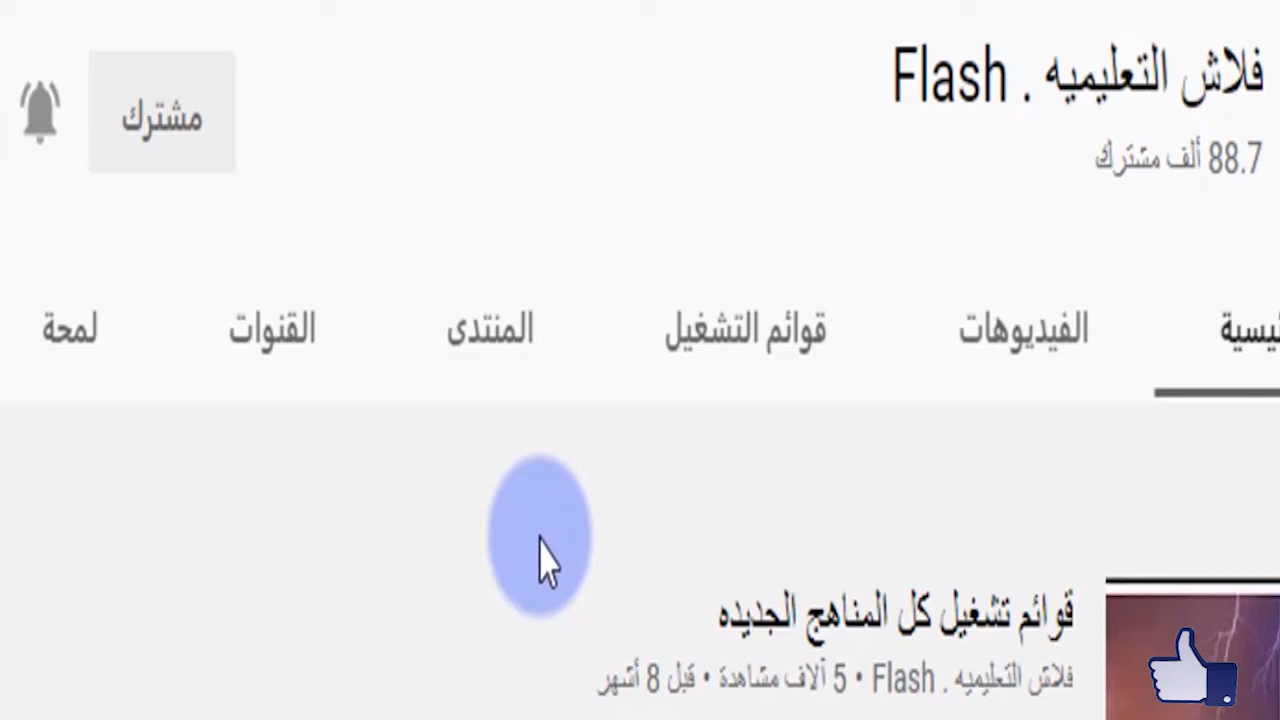 فلاش التعليميه . Flash
88.7 ألف مشترك
مشترك
الفيديوهات
قوائم التشغيل
المنتدى
القنوات
لمحة
قوائم تشغيل كل المناهج الجديده
فلاش التعليميه . Flash • 5 آلاف مشاهدة • قبل 8 أشهر